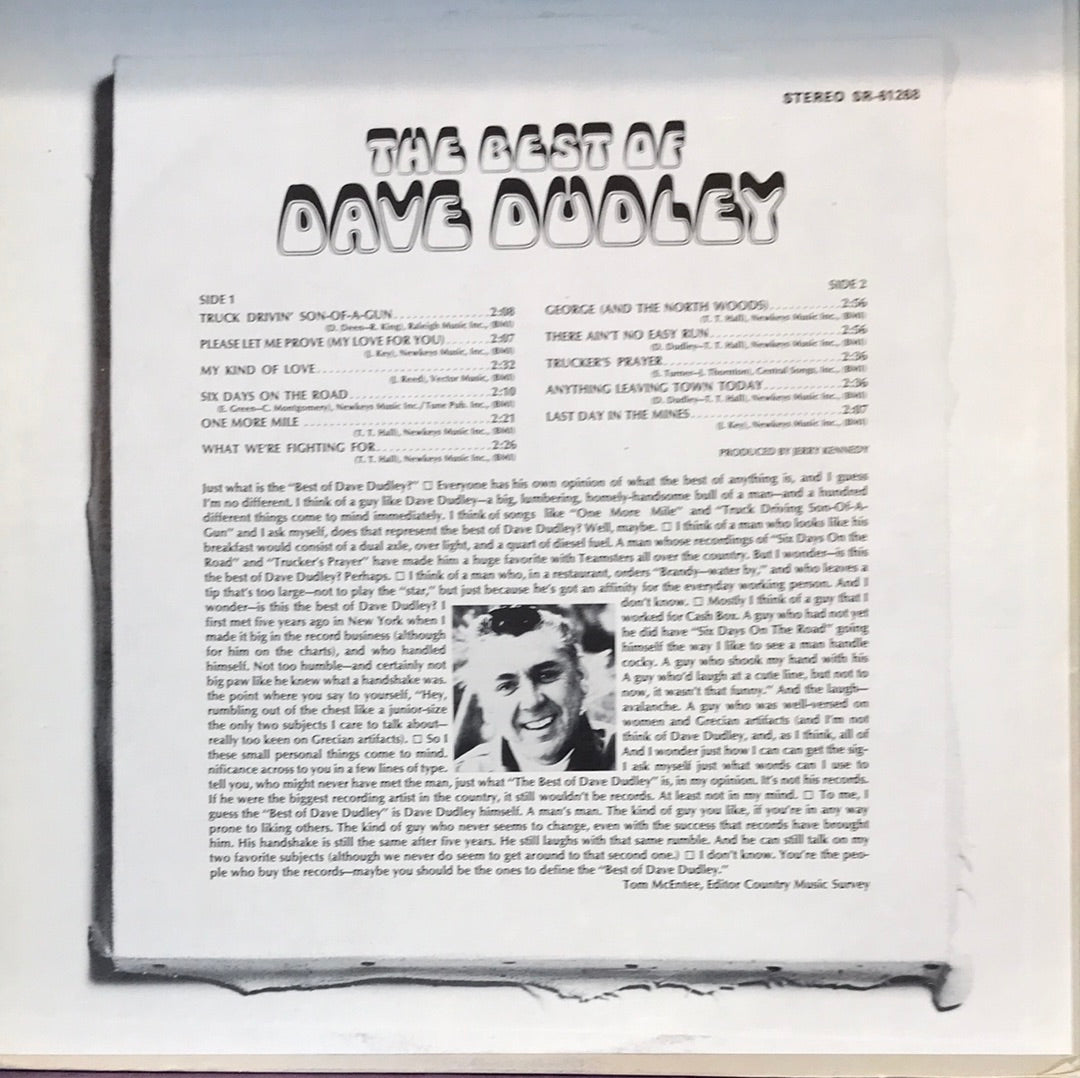 STEREO SR-61268
THE BEST OF
DAVE DUDLEY
SIDE 1
TRUCK DRIVIN' SON-OF-A-GUN..................2:08
(D. Deen—R. King), Raleigh Music Inc., (BMI)
PLEASE LET ME PROVE (MY LOVE FOR YOU)........2:07
(J. Key), Newkeys Music, Inc., (BMI)
MY KIND OF LOVE..................2:32
(J. Reed), Vector Music, (BMI)
SIX DAYS ON THE ROAD..................2:10
(E. Green—C. Montgomery), Newkeys Music Inc./Tune Pub. Inc., (BMI)
ONE MORE MILE..................2:21
(T. T. Hall), Newkeys Music Inc., (BMI)
WHAT WE'RE FIGHTING FOR..................2:26
(T. T. Hall), Newkeys Music Inc., (BMI)
SIDE 2
GEORGE (AND THE NORTH WOODS)............2:56
(T. T. Hall), Newkeys Music Inc., (BMI)
THERE AIN'T NO EASY RUN..................2:56
(D. Dudley—T. T. Hall), Newkeys Music Inc., (BMI)
TRUCKER'S PRAYER..................2:36
(S. Turner—J. Thornton), Central Songs, Inc., (BMI)
ANYTHING LEAVING TOWN TODAY............2:36
(D. Dudley—T. T. Hall), Newkeys Music Inc., (BMI)
LAST DAY IN THE MINES..................2:07
(J. Key), Newkeys Music Inc., (BMI)
PRODUCED BY JERRY KENNEDY
Just what is the "Best of Dave Dudley?" □ Everyone has his own opinion of what the best of anything is, and I guess
I'm no different. I think of a guy like Dave Dudley—a big, lumbering, homely-handsome bull of a man—and a hundred
different things come to mind immediately. I think of songs like "One More Mile" and "Truck Driving Son-Of-A-
Gun" and I ask myself, does that represent the best of Dave Dudley? Well, maybe. □ I think of a man who looks like his
breakfast would consist of a dual axle, over light, and a quart of diesel fuel. A man whose recordings of "Six Days On the
Road" and "Trucker's Prayer" have made him a huge favorite with Teamsters all over the country. But I wonder—is this
the best of Dave Dudley? Perhaps. □ I think of a man who, in a restaurant, orders "Brandy—water by," and who leaves a
tip that's too large—not to play the "star," but just because he's got an affinity for the everyday working person. And I
wonder—is this the best of Dave Dudley? I don't know. □ Mostly I think of a guy that I
first met five years ago in New York when I worked for Cash Box. A guy who had not yet
made it big in the record business (although he did have "Six Days On The Road" going
for him on the charts), and who handled himself the way I like to see a man handle
himself. Not too humble—and certainly not cocky. A guy who shook my hand with his
big paw like he knew what a handshake was. A guy who'd laugh at a cute line, but not to
the point where you say to yourself, "Hey, now, it wasn't that funny." And the laugh—
rumbling out of the chest like a junior-size avalanche. A guy who was well-versed on
the only two subjects I care to talk about— women and Grecian artifacts (and I'm not
really too keen on Grecian artifacts). □ So I think of Dave Dudley, and, as I think, all of
these small personal things come to mind. And I wonder just how I can can get the sig-
nificance across to you in a few lines of type. I ask myself just what words can I use to
tell you, who might never have met the man, just what "The Best of Dave Dudley" is, in my opinion. It's not his records.
If he were the biggest recording artist in the country, it still wouldn't be records. At least not in my mind. □ To me, I
guess the "Best of Dave Dudley" is Dave Dudley himself. A man's man. The kind of guy you like, if you're in any way
prone to liking others. The kind of guy who never seems to change, even with the success that records have brought
him. His handshake is still the same after five years. He still laughs with that same rumble. And he can still talk on my
two favorite subjects (although we never do seem to get around to that second one.) □ I don't know. You're the peo-
ple who buy the records—maybe you should be the ones to define the "Best of Dave Dudley."
Tom McEntee, Editor Country Music Survey